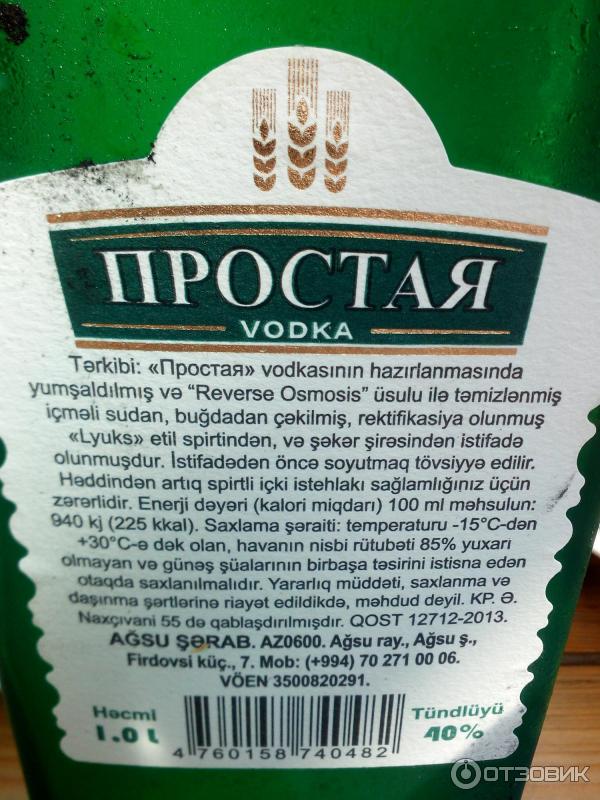 ПРОСТАЯ
VODKA
Tərkibi: «Простая» vodkasının hazırlanmasında
yumşaldılmış və “Reverse Osmosis” üsulu ilə təmizlənmiş
içməli sudan, buğdadan çəkilmiş, rektifikasiya olunmuş
«Lyuks» etil spirtindən, və şəkər şirəsindən istifadə
olunmuşdur. İstifadədən öncə soyutmaq tövsiyyə edilir.
Həddindən artıq spirtli içki istehlakı sağlamlığınız üçün
zərərlidir. Enerji dəyəri (kalori miqdarı) 100 ml məhsulun:
940 kj (225 kkal). Saxlama şəraiti: temperaturu -15°C-dən
+30°C-ə dək olan, havanın nisbi rütubəti 85% yuxarı
olmayan və günəş şüalarının birbaşa təsirini istisna edən
otaqda saxlanılmalıdır. Yararlıq müddəti, saxlanma və
daşınma şərtlərinə riayət edildikdə, məhdud deyil. KP. Ə.
Naxçıvani 55 də qablaşdırılmışdır. QOST 12712-2013.
AĞSU ŞƏRAB. AZ0600. Ağsu ray., Ağsu ş.,
Firdovsi küç., 7. Mob: (+994) 70 271 00 06.
VÖEN 3500820291.
Həcmi Tündlüyü
1.0 L 40%
4 760158 740482
ОТЗОВИК